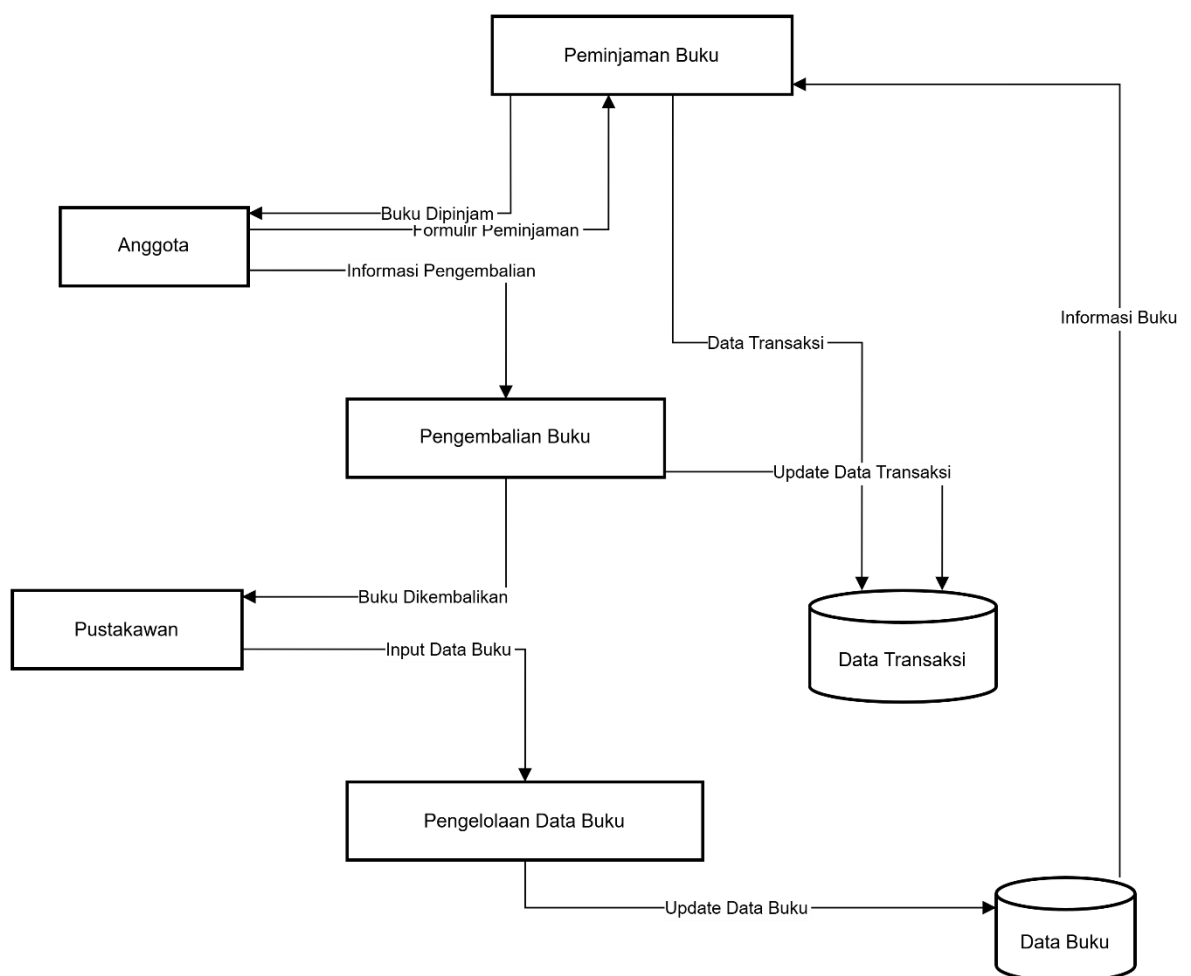 Peminjaman Buku
Buku Dipinjam
Formulir Peminjaman
Anggota
Informasi Pengembalian
Informasi Buku
Data Transaksi
Pengembalian Buku
Update Data Transaksi
Buku Dikembalikan
Pustakawan
Input Data Buku
Data Transaksi
Pengelolaan Data Buku
Update Data Buku
Data Buku